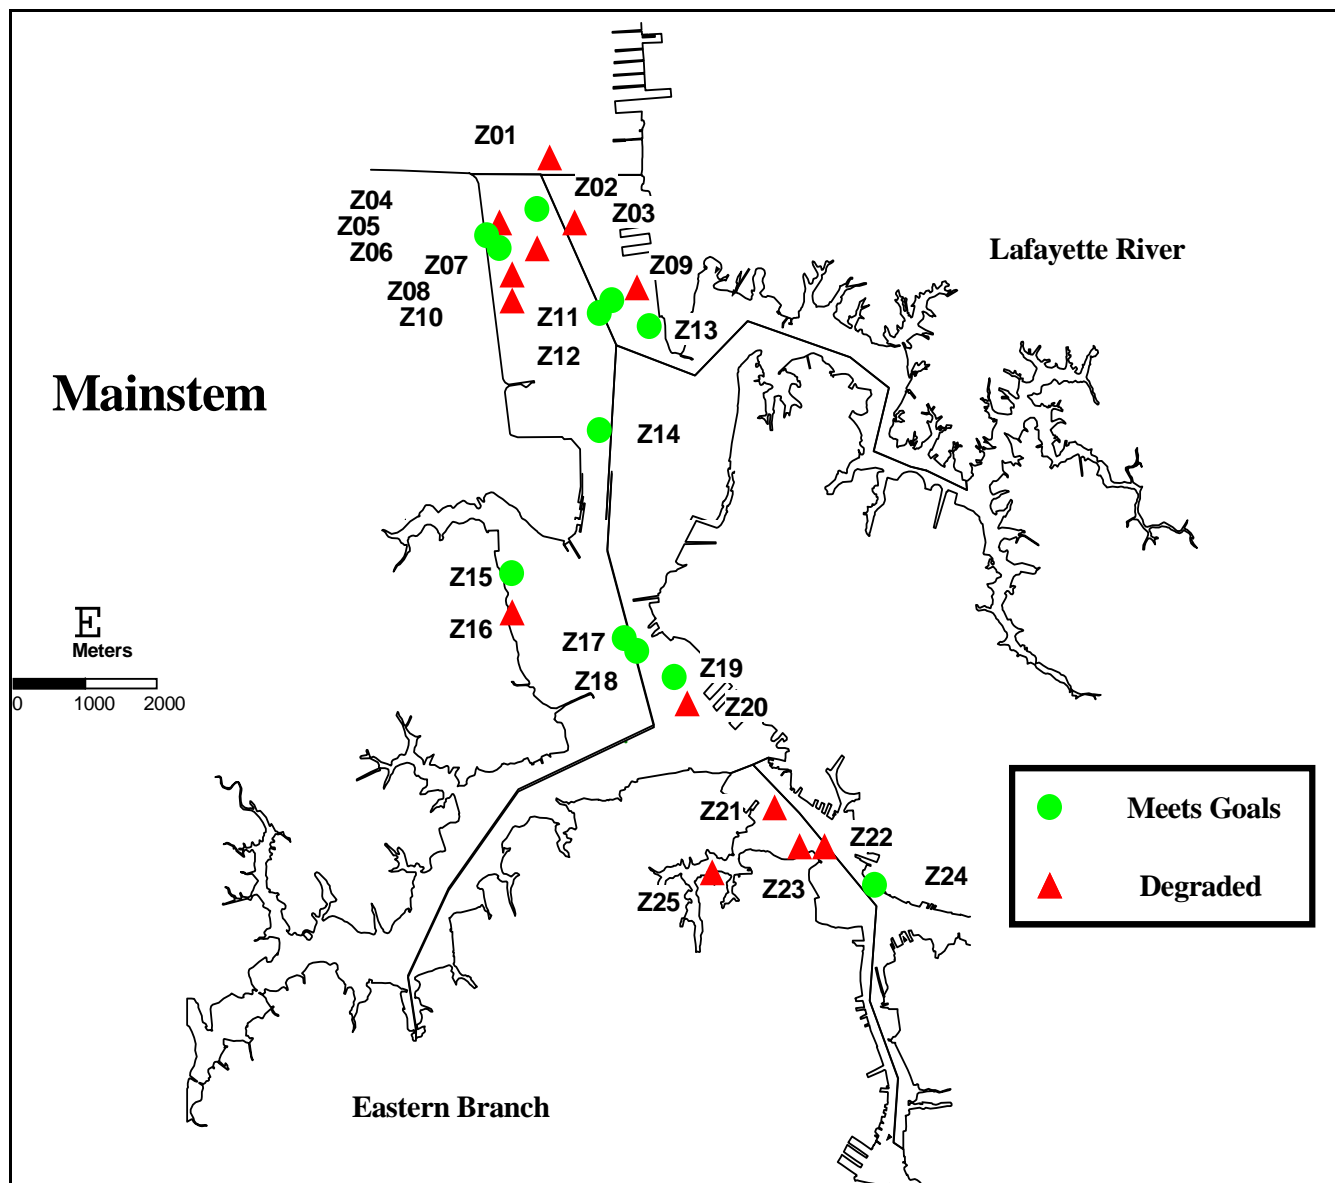 Z01
Z02
Z04
Z03
Z05
Z06
Lafayette River
Z07
Z09
Z08
Z10
Z11
Z13
Z12
Mainstem
Z14
Z15
E
Z16
Z17
Meters
Z19
Z18
0 1000 2000
Z20
Z21
Meets Goals
Z22
Z24
Z23
Degraded
Z25
Eastern Branch